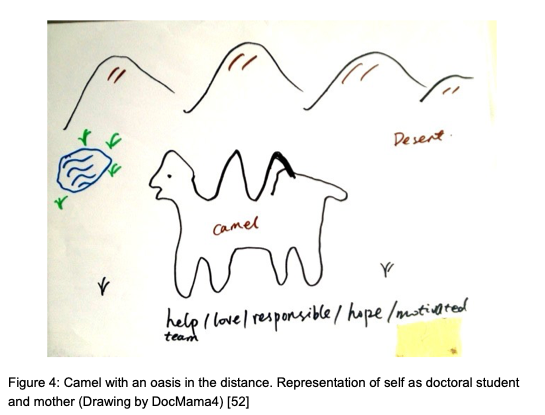 Desert.
camel
help / love / responsible / hope / motivated
team
Figure 4: Camel with an oasis in the distance. Representation of self as doctoral student
and mother (Drawing by DocMama4) [52]